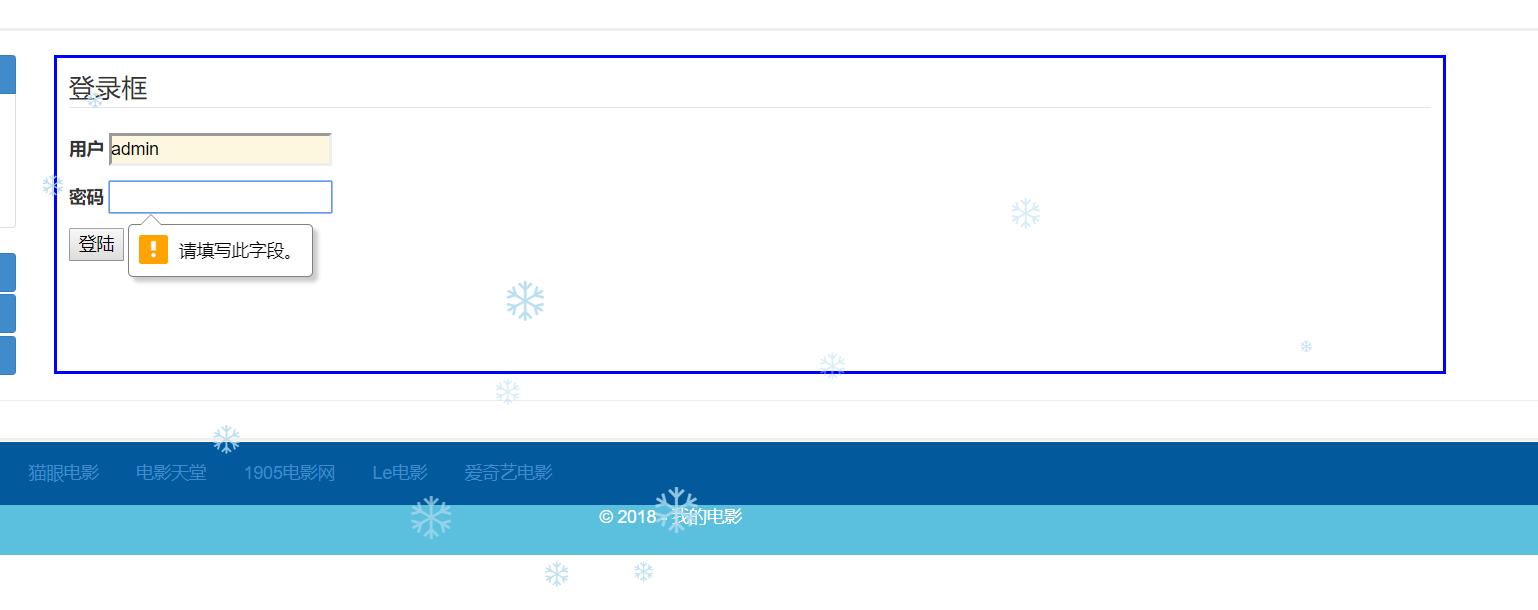 登录框
用户 admin
密码
登陆 请填写此字段。
猫眼电影 电影天堂 1905电影网 Le电影 爱奇艺电影
© 2018 - 我的电影